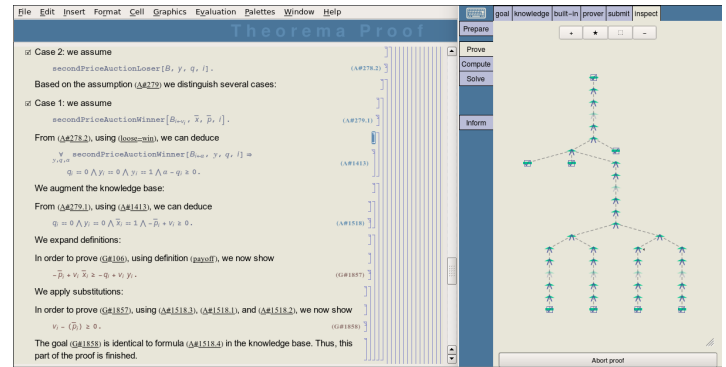 File Edit Insert Format Cell Graphics Evaluation Palettes Window Help
Theorema Proof
Case 2: we assume
secondPriceAuctionLoser[B, y, q, i]. (A#278.2)
Based on the assumption (A#279) we distinguish several cases:
Case 1: we assume
(A#279.1)
From (A#278.2), using (loose=win), we can deduce
(A#1413)
We augment the knowledge base:
From (A#279.1), using (A#1413), we can deduce
(A#1518)
We expand definitions:
In order to prove (G#106), using definition (payoff), we now show
(G#1857)
We apply substitutions:
In order to prove (G#1857), using (A#1518.3), (A#1518.1), and (A#1518.2), we now show
(G#1858)
The goal (G#1858) is identical to formula (A#1518.4) in the knowledge base. Thus, this
part of the proof is finished.
goal knowledge built-in prover submit inspect
Prepare
Prove
Compute
Solve
Inform
+ ★ −
Abort proof